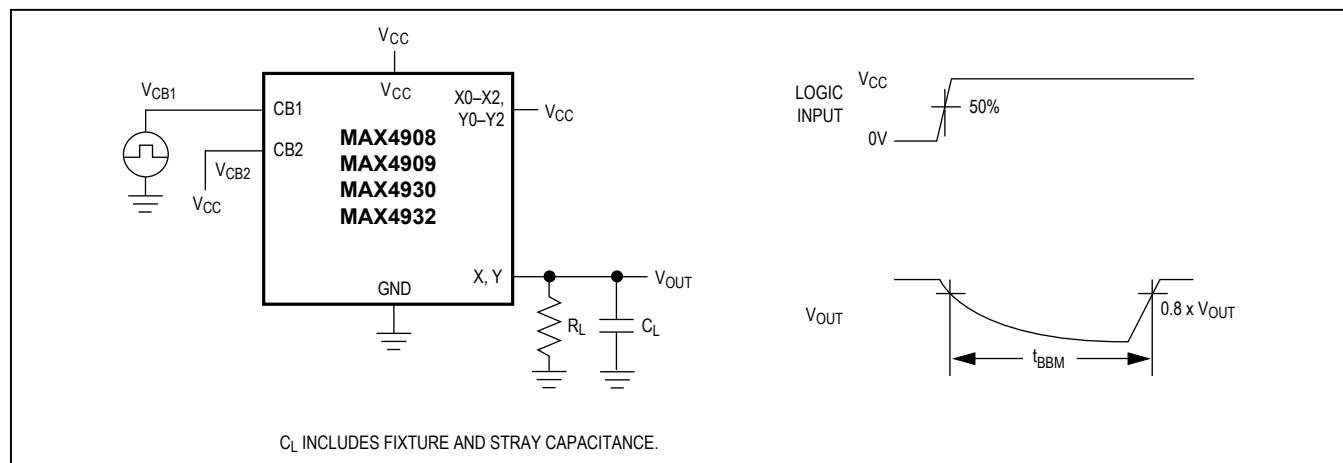 VCC
VCC
VCB1
CB1
X0–X2,
Y0–Y2
VCC
MAX4908
MAX4909
MAX4930
MAX4932
CB2
VCB2
VCC
X, Y
VOUT
GND
RL
CL
CL INCLUDES FIXTURE AND STRAY CAPACITANCE.
LOGIC
INPUT
VCC
50%
0V
VOUT
0.8 x VOUT
tBBM